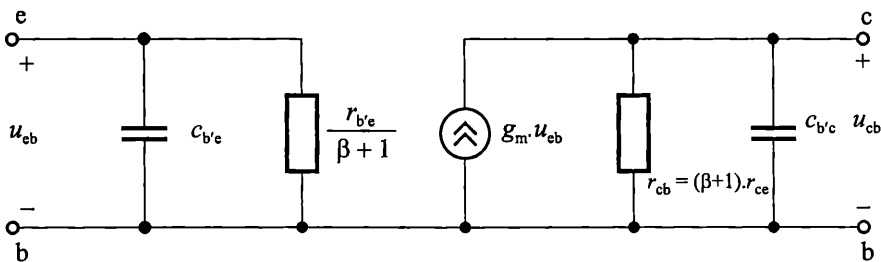 e c
+ +
u_eb c_b'e r_b'e / β + 1 g_m.u_eb c_b'c u_cb
r_cb = (β+1).r_ce
− −
b b